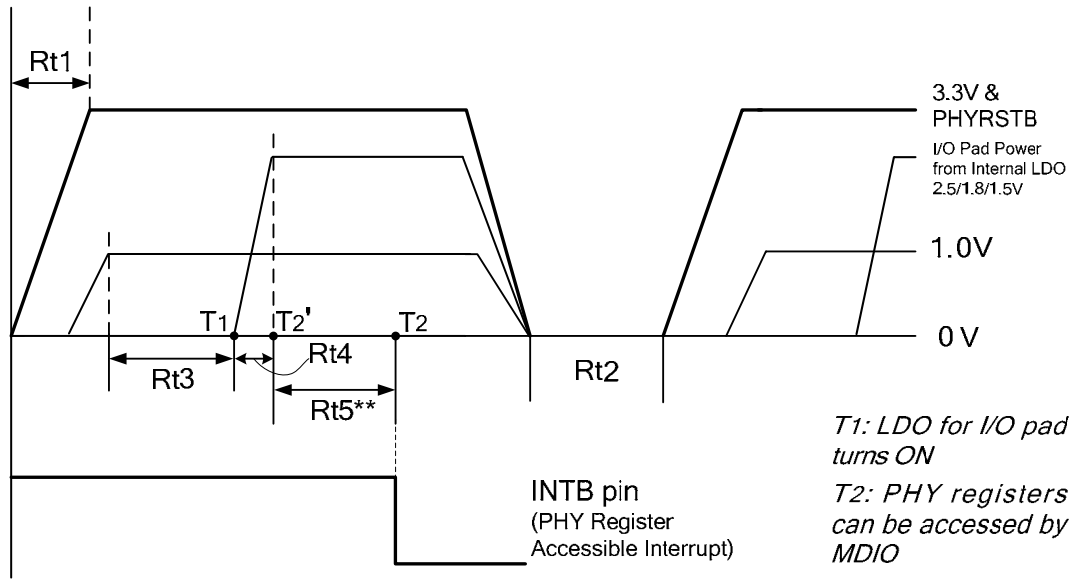 Rt1
3.3V &
PHYRSTB
I/O Pad Power
from Internal LDO
2.5/1.8/1.5V
1.0V
T1
T2'
T2
0V
Rt3
Rt4
Rt2
Rt5**
T1: LDO for I/O pad
turns ON
T2: PHY registers
can be accessed by
MDIO
INTB pin
(PHY Register
Accessible Interrupt)